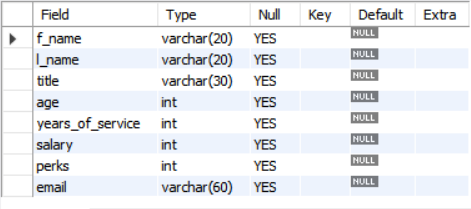 Field Type Null Key Default Extra
f_name varchar(20) YES NULL
l_name varchar(20) YES NULL
title varchar(30) YES NULL
age int YES NULL
years_of_service int YES NULL
salary int YES NULL
perks int YES NULL
email varchar(60) YES NULL